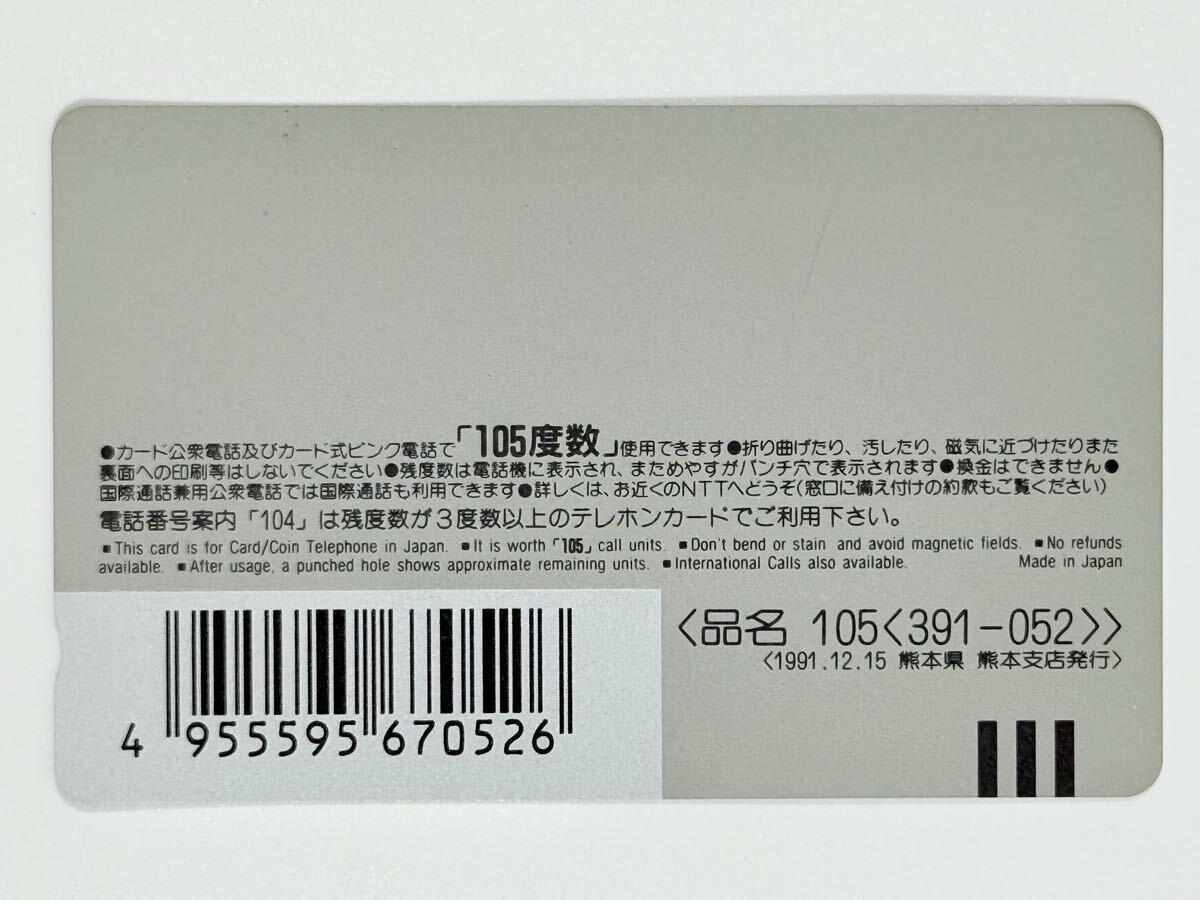 ●カード公衆電話及びカード式ピンク電話で「105度数」使用できます●折り曲げたり、汚したり、磁気に近づけたりまた
裏面への印刷等はしないでください●残度数は電話機に表示され、まためやすがパンチ穴で表示されます●換金はできません●
国際通話兼用公衆電話では国際通話も利用できます●詳しくは、お近くのNTTへどうぞ(窓口に備え付けの約款もご覧ください)
電話番号案内「104」は残度数が3度数以上のテレホンカードでご利用下さい。
■This card is for Card/Coin Telephone in Japan. ■It is worth「105」call units. ■Don't bend or stain and avoid magnetic fields. ■No refunds
available. ■After usage, a punched hole shows approximate remaining units. ■International Calls also available. Made in Japan
<品名 105<391-052>>
<1991.12.15 熊本県 熊本支店発行>
4 955595 670526